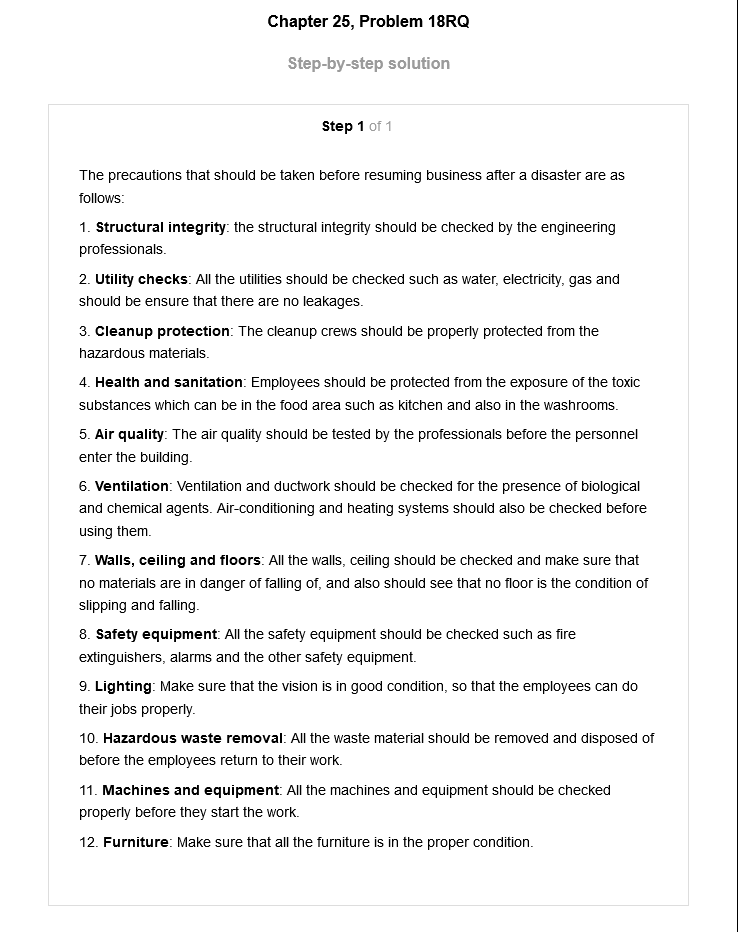 Chapter 25, Problem 18RQ
Step-by-step solution
Step 1 of 1
The precautions that should be taken before resuming business after a disaster are as
follows:
1. Structural integrity: the structural integrity should be checked by the engineering
professionals.
2. Utility checks: All the utilities should be checked such as water, electricity, gas and
should be ensure that there are no leakages.
3. Cleanup protection: The cleanup crews should be properly protected from the
hazardous materials.
4. Health and sanitation: Employees should be protected from the exposure of the toxic
substances which can be in the food area such as kitchen and also in the washrooms.
5. Air quality: The air quality should be tested by the professionals before the personnel
enter the building.
6. Ventilation: Ventilation and ductwork should be checked for the presence of biological
and chemical agents. Air-conditioning and heating systems should also be checked before
using them.
7. Walls, ceiling and floors: All the walls, ceiling should be checked and make sure that
no materials are in danger of falling of, and also should see that no floor is the condition of
slipping and falling.
8. Safety equipment: All the safety equipment should be checked such as fire
extinguishers, alarms and the other safety equipment.
9. Lighting: Make sure that the vision is in good condition, so that the employees can do
their jobs properly.
10. Hazardous waste removal: All the waste material should be removed and disposed of
before the employees return to their work.
11. Machines and equipment: All the machines and equipment should be checked
properly before they start the work.
12. Furniture: Make sure that all the furniture is in the proper condition.